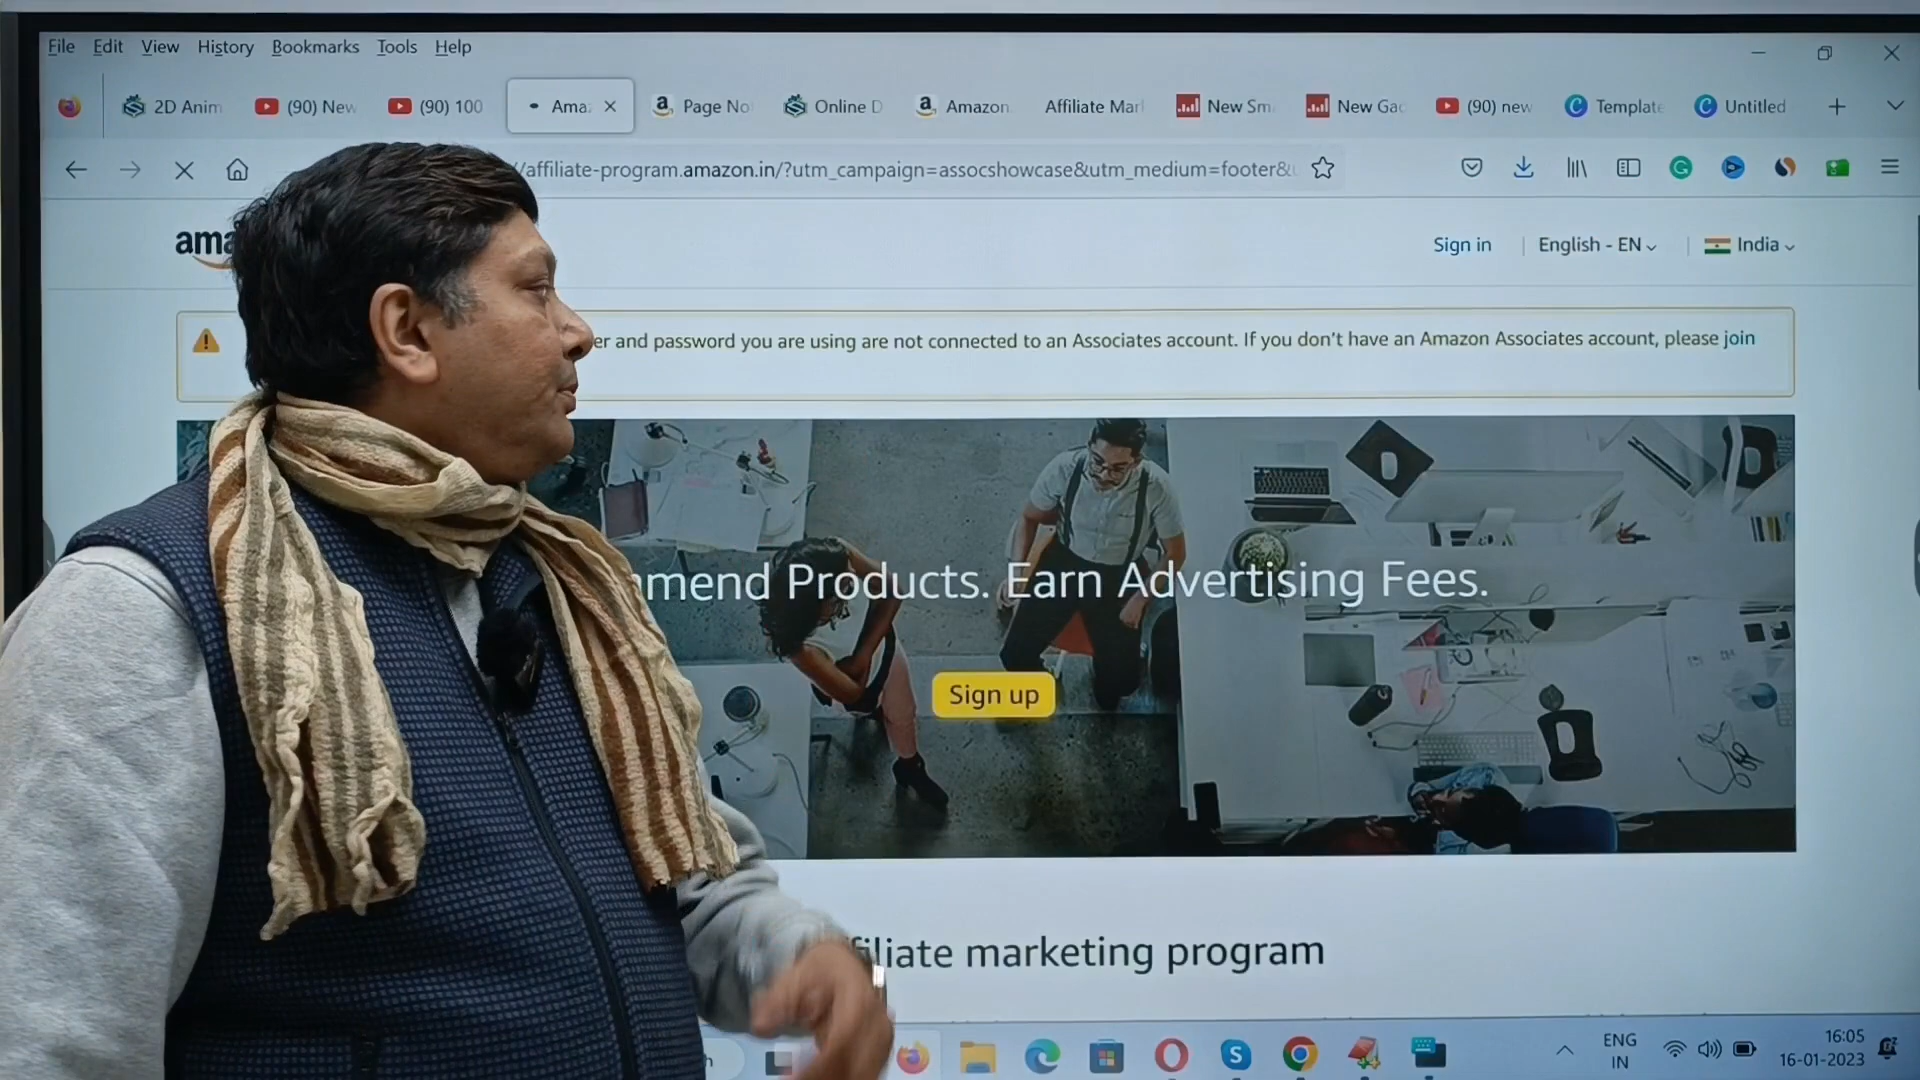 File Edit View History Bookmarks Tools Help
2D Anim (90) New (90) 100 Ama Page No Online D Amazon Affiliate Mar New Sm New Gac (90) new Template Untitled
/affiliate-program.amazon.in/?utm_campaign=assocshowcase&utm_medium=footer&
ama Sign in English - EN India
er and password you are using are not connected to an Associates account. If you don't have an Amazon Associates account, please join
mmend Products. Earn Advertising Fees.
Sign up
filiate marketing program
ENG 16:05
IN 16-01-2023